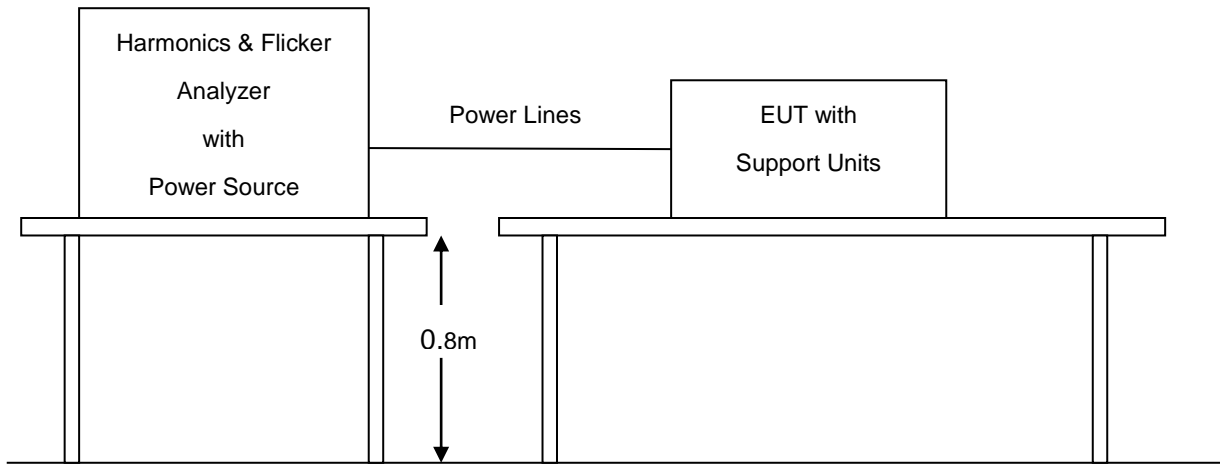 Harmonics & Flicker
Analyzer
with
Power Source
Power Lines
EUT with
Support Units
0.8m